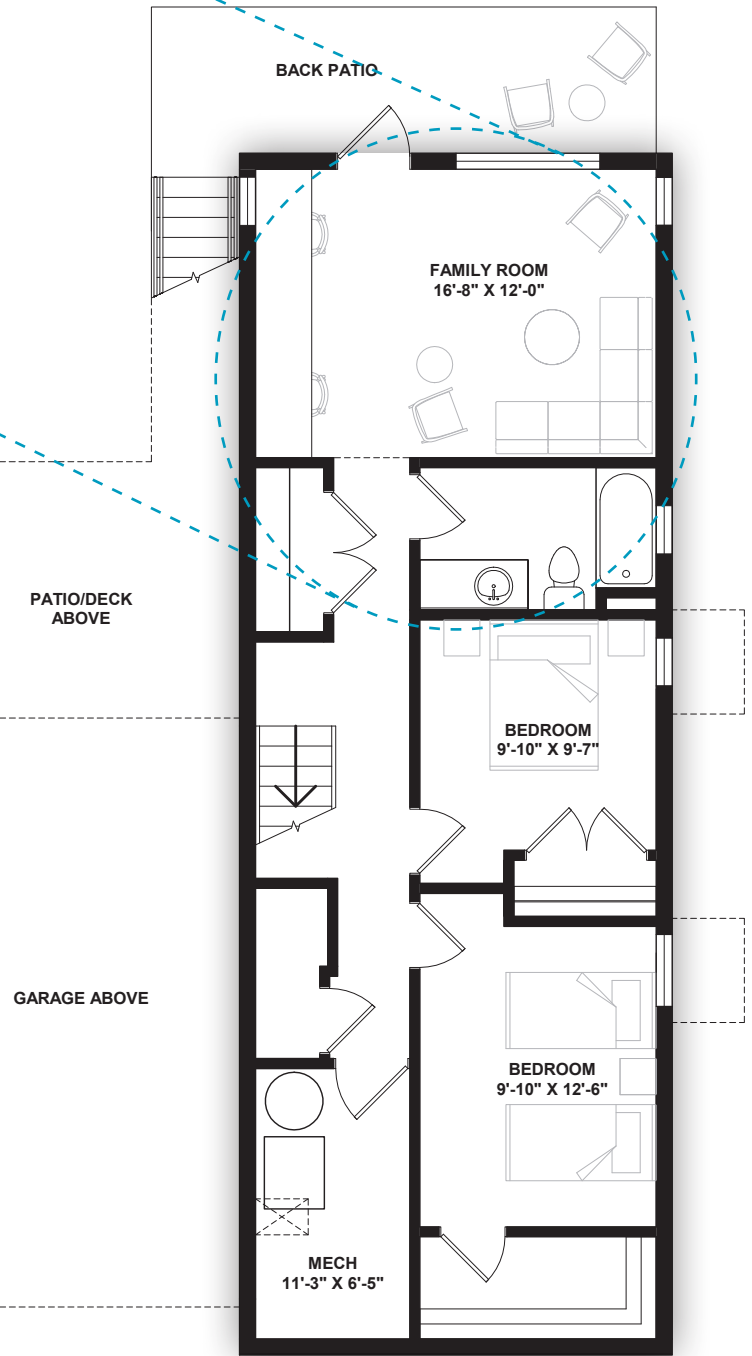 BACK PATIO
FAMILY ROOM
16'-8" X 12'-0"
PATIO/DECK
ABOVE
BEDROOM
9'-10" X 9'-7"
GARAGE ABOVE
BEDROOM
9'-10" X 12'-6"
MECH
11'-3" X 6'-5"